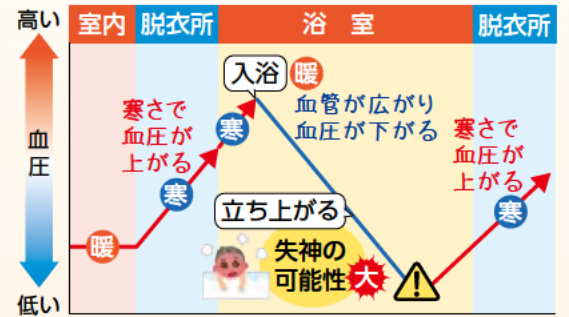 高い
室内
脱衣所
浴室
脱衣所
血圧
低い
暖
寒さで
血圧が
上がる
寒
寒
入浴
暖
血管が広がり
血圧が下がる
立ち上がる
失神の
可能性大
!
寒さで
血圧が
上がる
寒